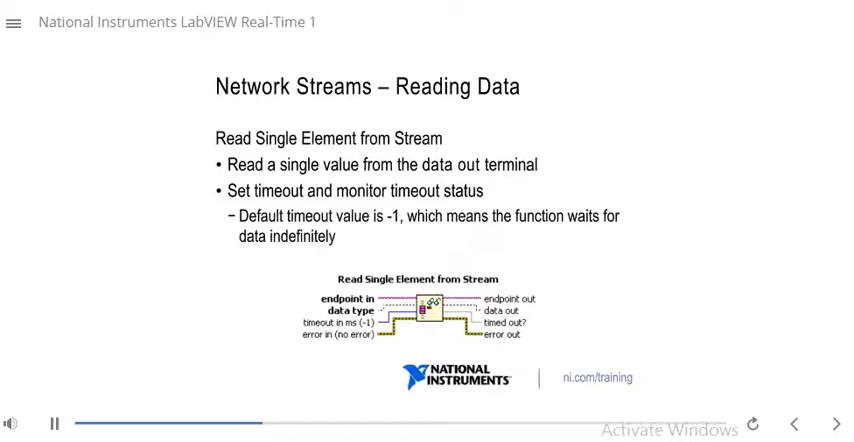 National Instruments LabVIEW Real-Time 1
Network Streams – Reading Data
Read Single Element from Stream
• Read a single value from the data out terminal
• Set timeout and monitor timeout status
− Default timeout value is -1, which means the function waits for
data indefinitely
Read Single Element from Stream
endpoint in
endpoint out
data type
data out
timeout in ms (-1)
timed out?
error in (no error)
error out
NATIONAL
INSTRUMENTS™
ni.com/training
Activate Windows